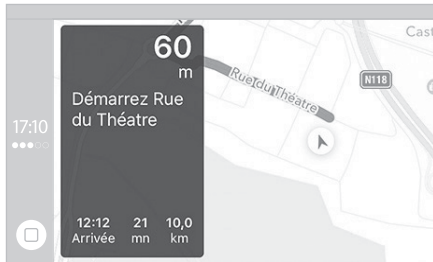 60
m
Démarrez Rue
du Théatre
12:12 21 10,0
Arrivée mn km
17:10
Rue du Théatre
N118
Cast